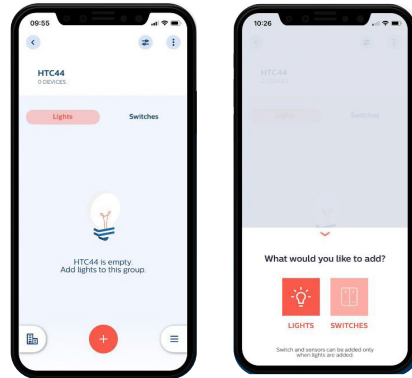 09:55
HTC44
0 DEVICES
Lights
Switches
HTC44 is empty.
Add lights to this group.
10:26
HTC44
0 DEVICES
Lights
Switches
What would you like to add?
LIGHTS
SWITCHES
Switch and sensors can be added only
when lights are added.